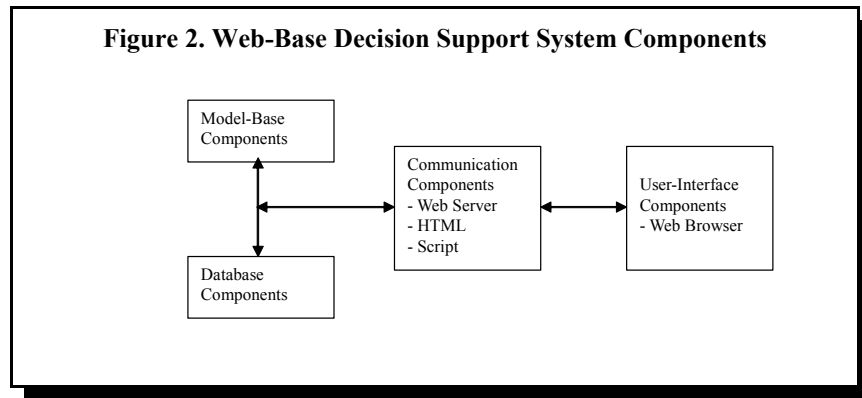 Figure 2. Web-Base Decision Support System Components
Model-Base
Components
Communication
Components
- Web Server
- HTML
- Script
User-Interface
Components
- Web Browser
Database
Components